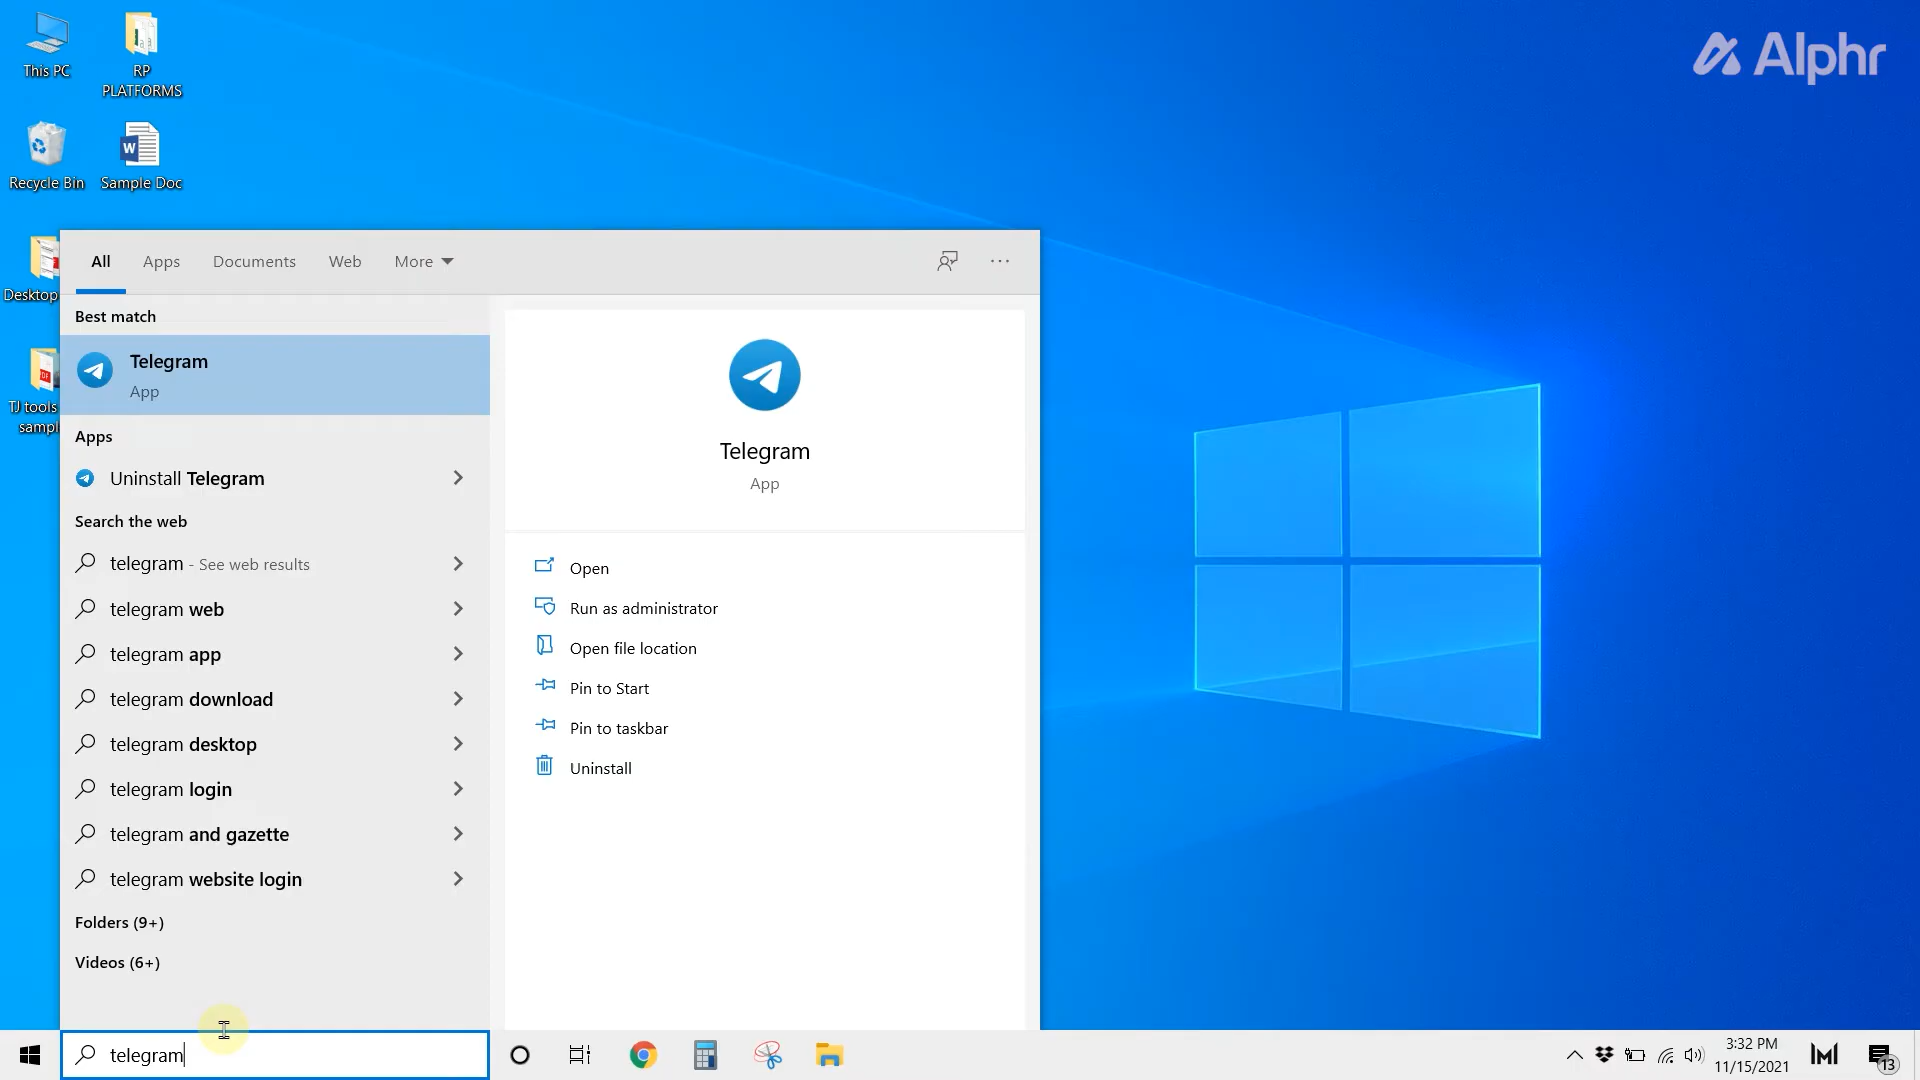 This PC
RP
PLATFORMS
Alphr
Recycle Bin
Sample Doc
Desktop
TJ tools
sampl
All
Apps
Documents
Web
More
Best match
Telegram
App
Apps
Uninstall Telegram
Search the web
telegram - See web results
telegram web
telegram app
telegram download
telegram desktop
telegram login
telegram and gazette
telegram website login
Folders (9+)
Videos (6+)
Telegram
App
Open
Run as administrator
Open file location
Pin to Start
Pin to taskbar
Uninstall
telegram
3:32 PM
11/15/2021
13